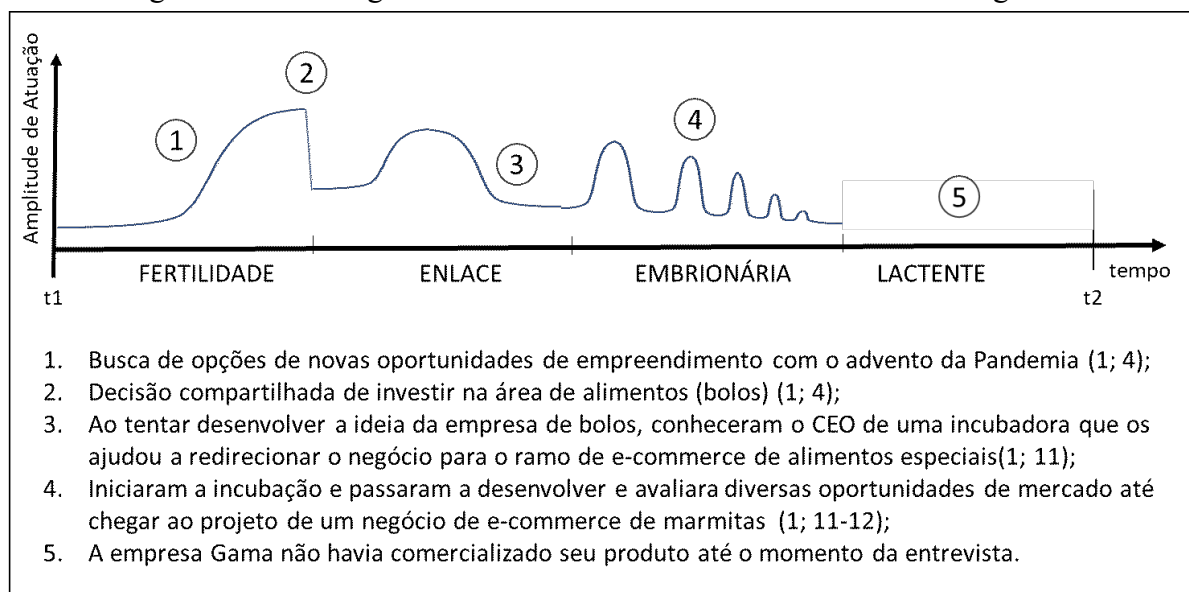 Amplitude de Atuação
1
2
3
4
5
FERTILIDADE
ENLACE
EMBRIONÁRIA
LACTENTE
tempo
t1
t2
1. Busca de opções de novas oportunidades de empreendimento com o advento da Pandemia (1; 4);
2. Decisão compartilhada de investir na área de alimentos (bolos) (1; 4);
3. Ao tentar desenvolver a ideia da empresa de bolos, conheceram o CEO de uma incubadora que os
ajudou a redirecionar o negócio para o ramo de e-commerce de alimentos especiais(1; 11);
4. Iniciaram a incubação e passaram a desenvolver e avaliara diversas oportunidades de mercado até
chegar ao projeto de um negócio de e-commerce de marmitas (1; 11-12);
5. A empresa Gama não havia comercializado seu produto até o momento da entrevista.